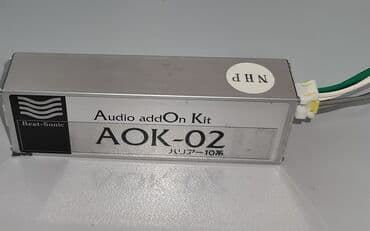 NHP
Beat-Sonic
Audio addOn Kit
AOK-02
ハリアー10系